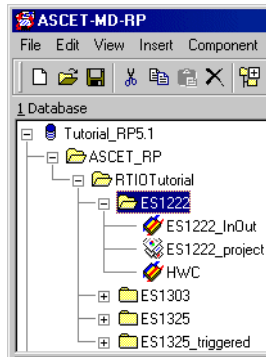 ASCET-MD-RP
File Edit View Insert Component
1 Database
Tutorial_RP5.1
ASCET_RP
RTIOTutorial
ES1222
ES1222_InOut
ES1222_project
HWC
ES1303
ES1325
ES1325_triggered